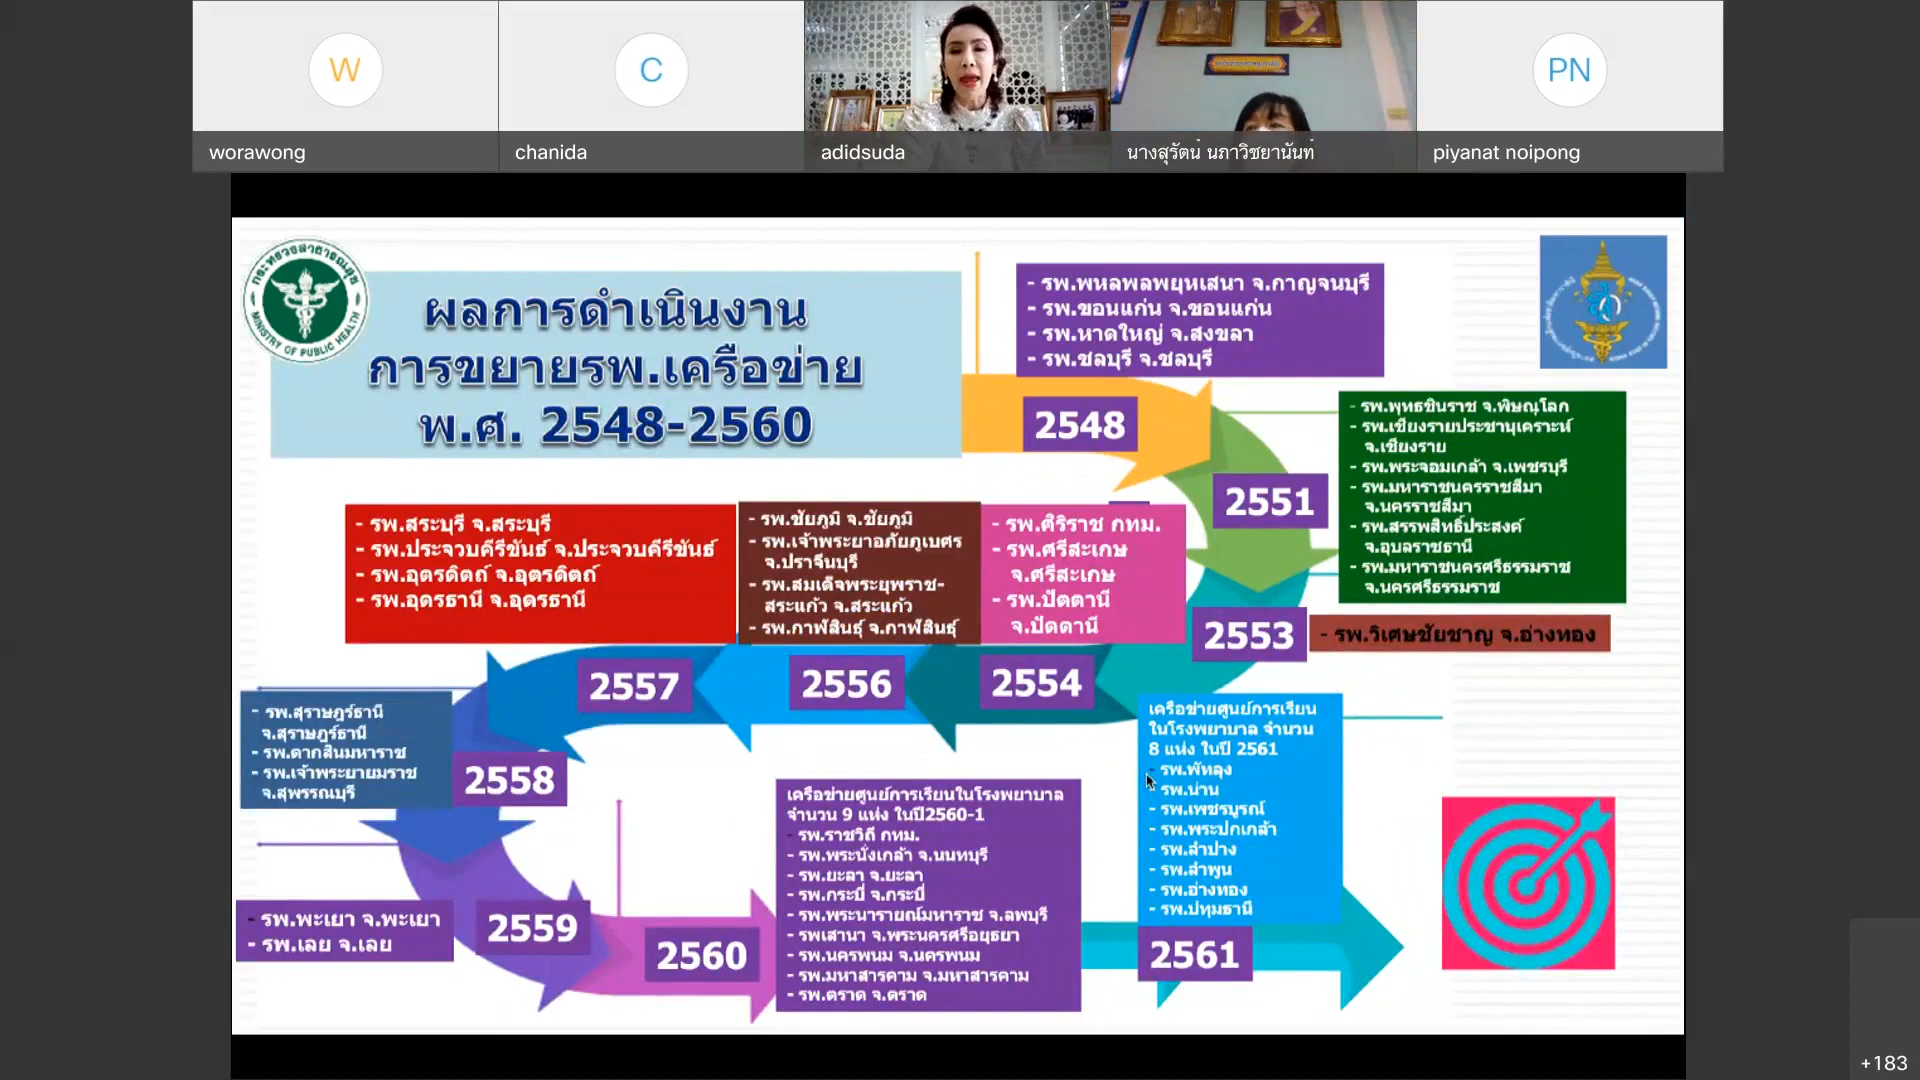 W
C
PN
worawong
chanida
adidsuda
นางสุรัตน์ นภาวิชยานันท์
piyanat noipong
กระทรวงสาธารณสุข
MINISTRY OF PUBLIC HEALTH
ผลการดำเนินงาน
การขยายรพ.เครือข่าย
พ.ศ. 2548-2560
- รพ.พหลพลพยุหเสนา จ.กาญจนบุรี
- รพ.ขอนแก่น จ.ขอนแก่น
- รพ.หาดใหญ่ จ.สงขลา
- รพ.ชลบุรี จ.ชลบุรี
2548
- รพ.พุทธชินราช จ.พิษณุโลก
- รพ.เชียงรายประชานุเคราะห์
จ.เชียงราย
- รพ.พระจอมเกล้า จ.เพชรบุรี
- รพ.มหาราชนครราชสีมา
จ.นครราชสีมา
- รพ.สรรพสิทธิ์ประสงค์
จ.อุบลราชธานี
- รพ.มหาราชนครศรีธรรมราช
จ.นครศรีธรรมราช
2551
- รพ.วิเศษชัยชาญ จ.อ่างทอง
2553
- รพ.ศิริราช กทม.
- รพ.ศรีสะเกษ
จ.ศรีสะเกษ
- รพ.ปัตตานี
จ.ปัตตานี
2554
- รพ.ชัยภูมิ จ.ชัยภูมิ
- รพ.เจ้าพระยาอภัยภูเบศร
จ.ปราจีนบุรี
- รพ.สมเด็จพระยุพราช-
สระแก้ว จ.สระแก้ว
- รพ.กาฬสินธุ์ จ.กาฬสินธุ์
2556
- รพ.สระบุรี จ.สระบุรี
- รพ.ประจวบคีรีขันธ์ จ.ประจวบคีรีขันธ์
- รพ.อุตรดิตถ์ จ.อุตรดิตถ์
- รพ.อุดรธานี จ.อุดรธานี
2557
- รพ.สุราษฎร์ธานี
จ.สุราษฎร์ธานี
- รพ.ตากสินมหาราช
- รพ.เจ้าพระยายมราช
จ.สุพรรณบุรี
2558
- รพ.พะเยา จ.พะเยา
- รพ.เลย จ.เลย
2559
2560
เครือข่ายศูนย์การเรียนในโรงพยาบาล
จำนวน 9 แห่ง ในปี2560-1
- รพ.ราชวิถี กทม.
- รพ.พระนั่งเกล้า จ.นนทบุรี
- รพ.ยะลา จ.ยะลา
- รพ.กระบี่ จ.กระบี่
- รพ.พระนารายณ์มหาราช จ.ลพบุรี
- รพเสนา จ.พระนครศรีอยุธยา
- รพ.นครพนม จ.นครพนม
- รพ.มหาสารคาม จ.มหาสารคาม
- รพ.ตราด จ.ตราด
เครือข่ายศูนย์การเรียน
ในโรงพยาบาล จำนวน
8 แห่ง ในปี 2561
- รพ.พัทลุง
- รพ.น่าน
- รพ.เพชรบูรณ์
- รพ.พระปกเกล้า
- รพ.ลำปาง
- รพ.ลำพูน
- รพ.อ่างทอง
- รพ.ปทุมธานี
2561
+183